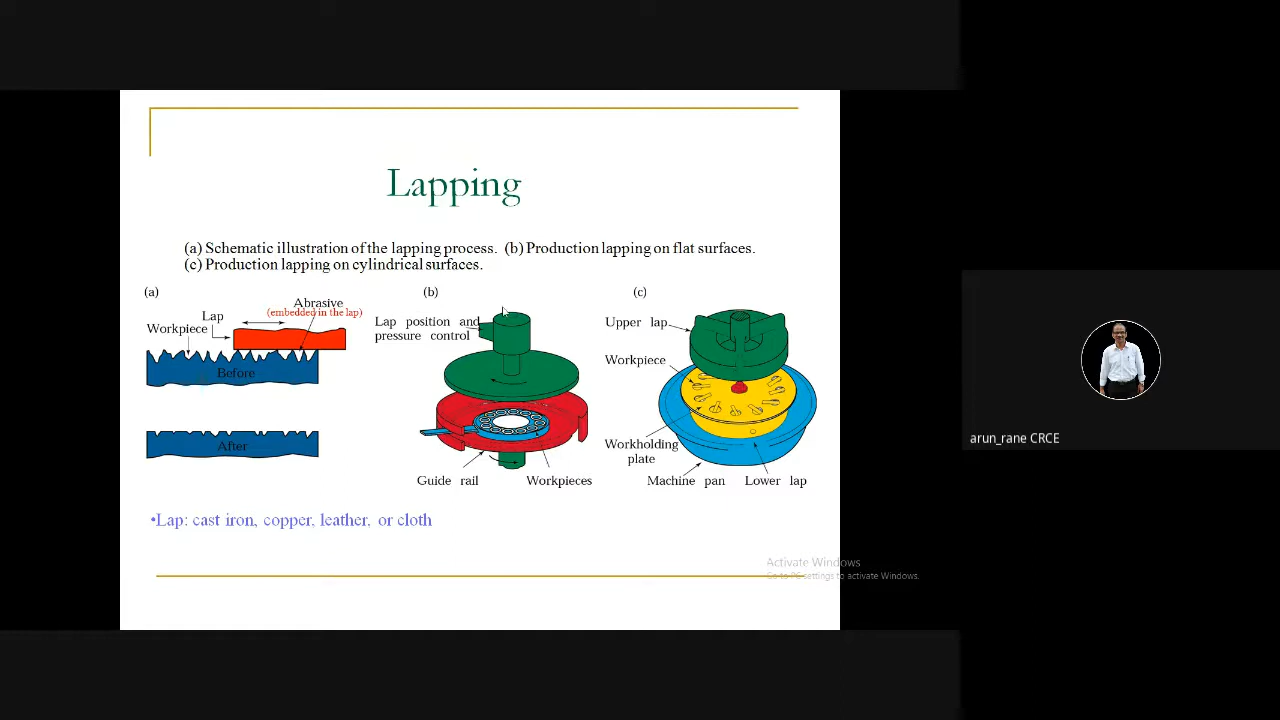 Lapping
(a) Schematic illustration of the lapping process.  (b) Production lapping on flat surfaces.
(c) Production lapping on cylindrical surfaces.
(a)
Abrasive
(embedded in the lap)
Lap
Workpiece
Before
After
(b)
Lap position and
pressure control
Guide rail
Workpieces
(c)
Upper lap
Workpiece
Workholding
plate
Machine pan
Lower lap
•Lap: cast iron, copper, leather, or cloth
Activate Windows
Go to PC settings to activate Windows.
arun_rane CRCE